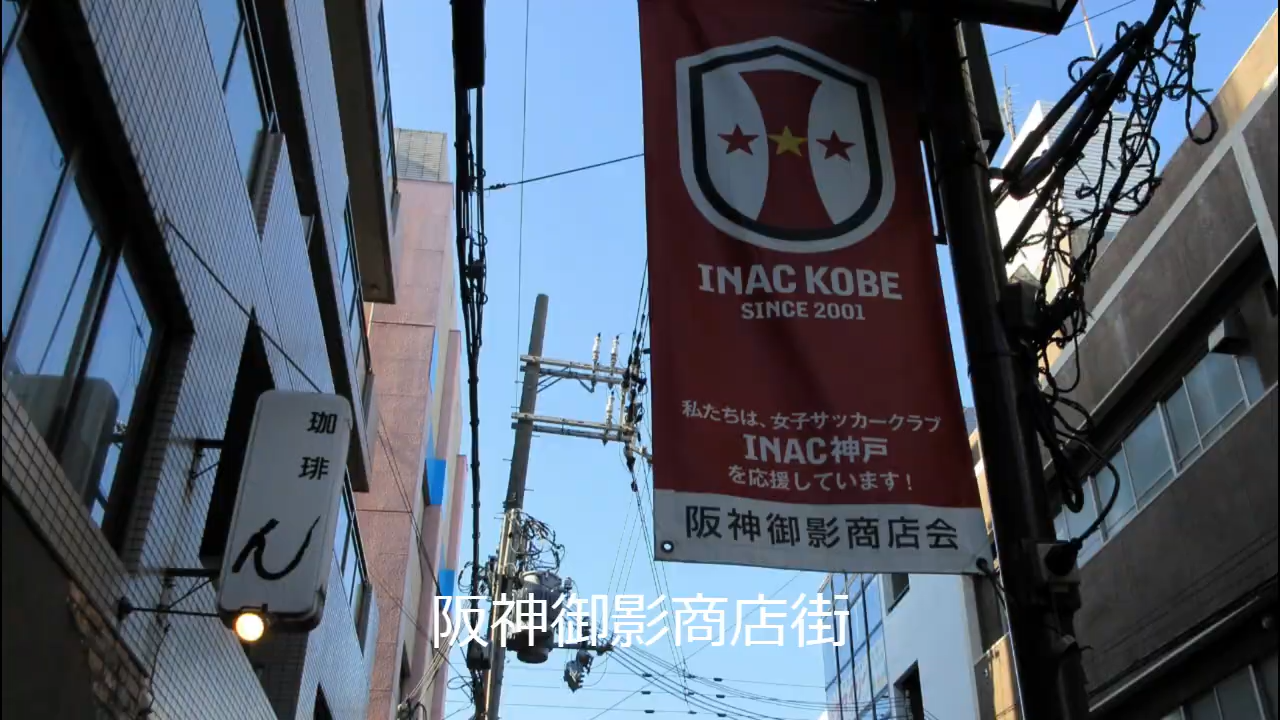 INAC KOBE
SINCE 2001
私たちは、女子サッカークラブ
INAC神戸
を応援しています!
阪神御影商店会
珈
琲
ん
阪神御影商店街